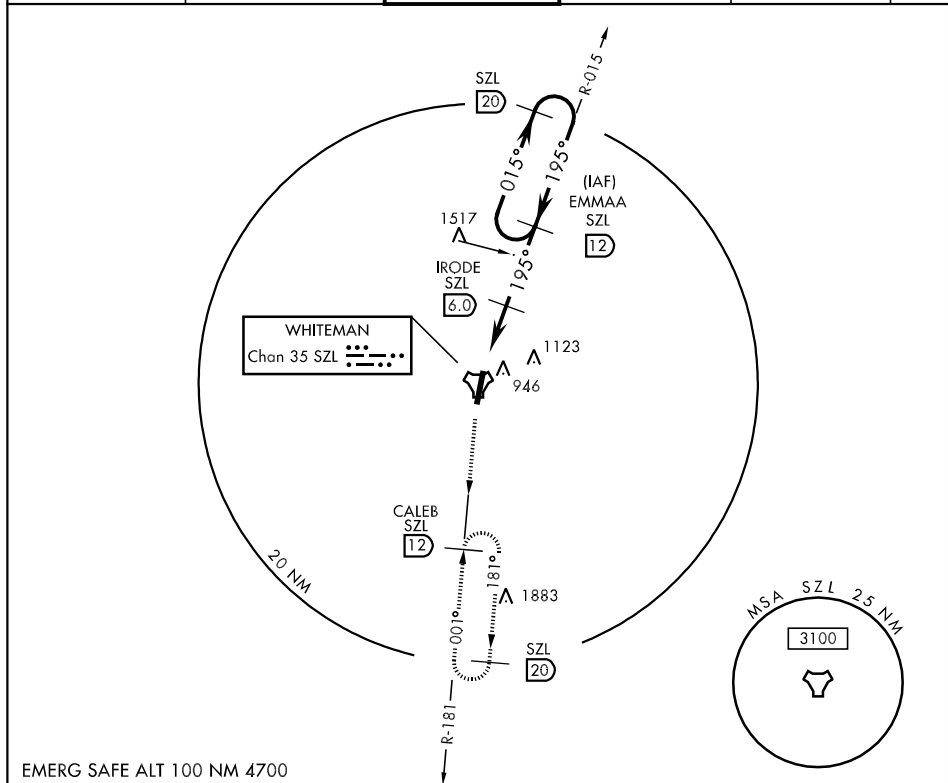 R-015
SZL
20
015°
195°
(IAF)
EMMAA
SZL
12
1517
195°
IRODE
SZL
6.0
WHITEMAN
Chan 35 SZL
1123
946
CALEB
SZL
12
20 NM
001°
181°
1883
SZL
20
R-181
MSA SZL 25 NM
3100
EMERG SAFE ALT 100 NM 4700